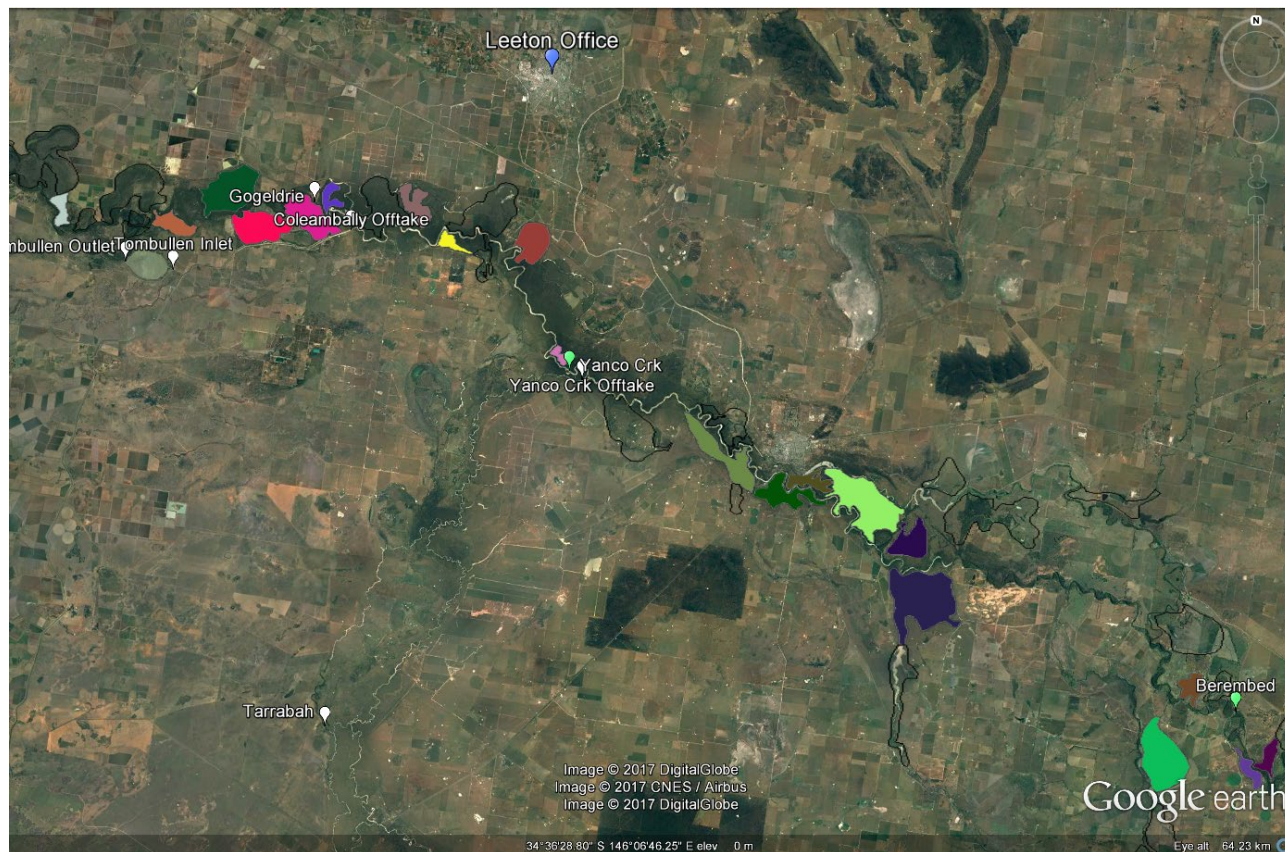 N
Leeton Office
Gogeldrie
Coleambally Offtake
mbullen Outlet
Tombullen Inlet
Yanco Crk
Yanco Crk Offtake
Berembed
Tarrabah
Image © 2017 DigitalGlobe
Image © 2017 CNES / Airbus
Image © 2017 DigitalGlobe
Google earth
34°36'28.80" S 146°06'46.25" E elev 0 m
Eye alt 64.23 km